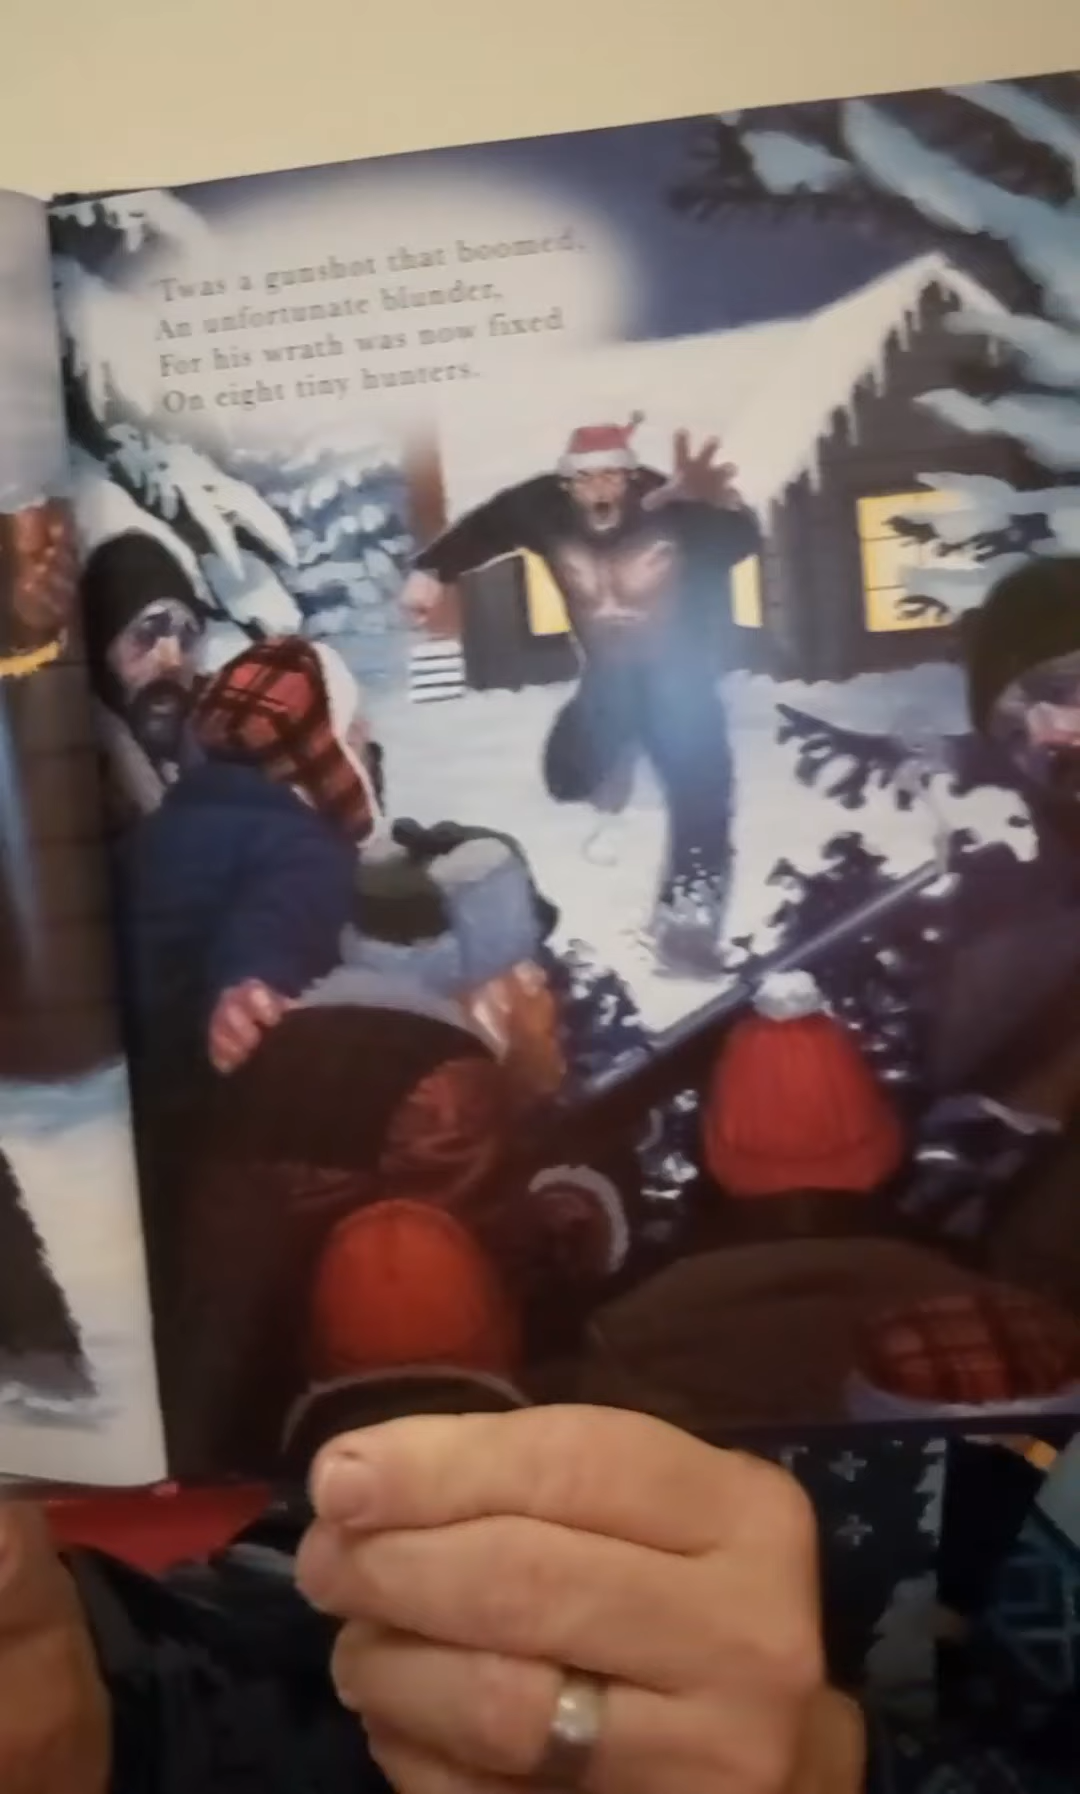 'Twas a gunshot that boomed,
An unfortunate blunder,
For his wrath was now fixed
On eight tiny hunters.